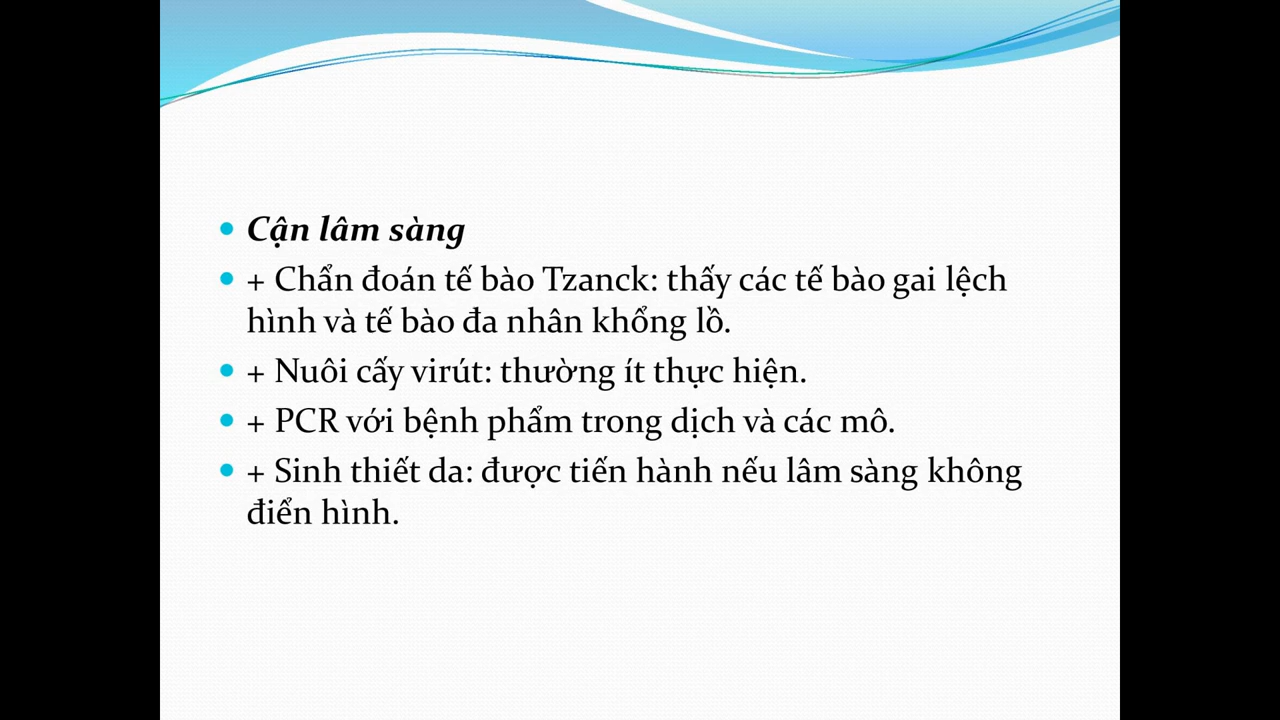 Cận lâm sàng
+ Chẩn đoán tế bào Tzanck: thấy các tế bào gai lệch
hình và tế bào đa nhân khổng lồ.
+ Nuôi cấy virút: thường ít thực hiện.
+ PCR với bệnh phẩm trong dịch và các mô.
+ Sinh thiết da: được tiến hành nếu lâm sàng không
điển hình.